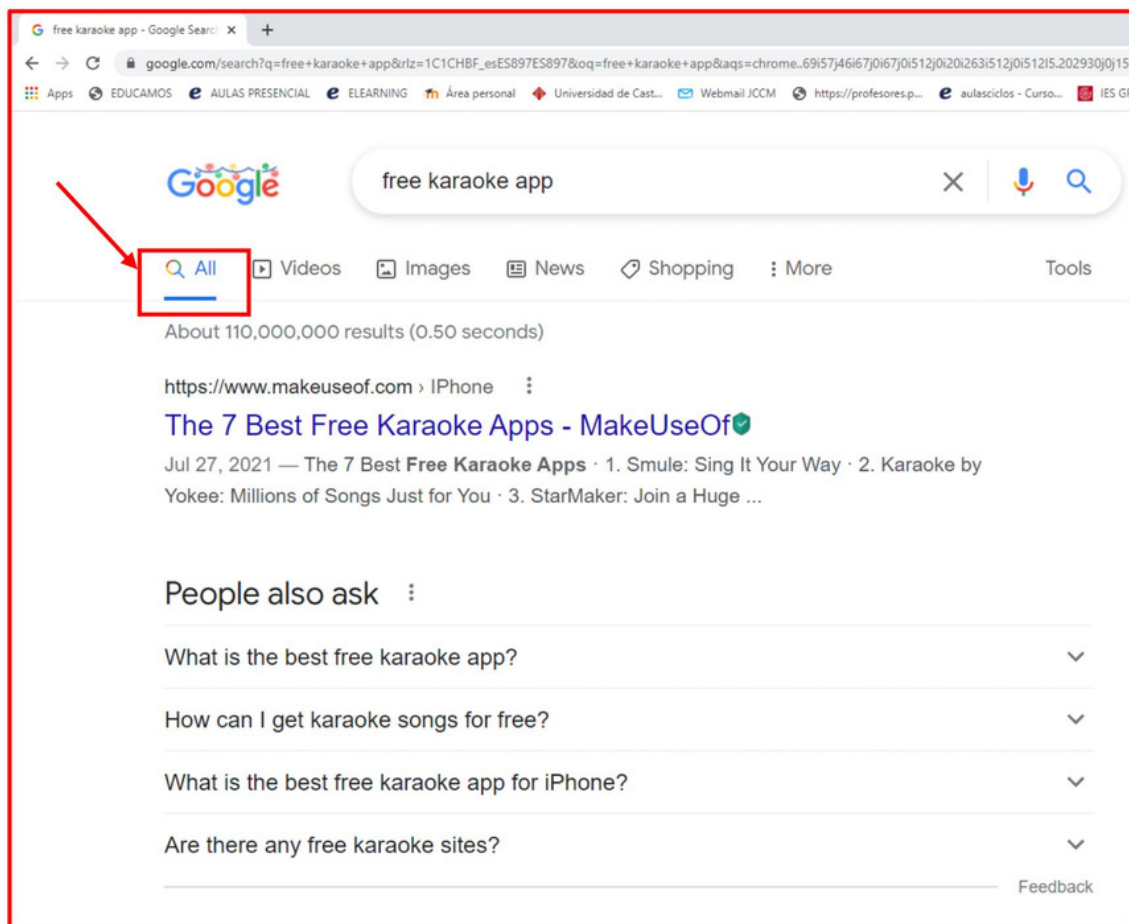 free karaoke app - Google Searc
google.com/search?q=free+karaoke+app&rlz=1C1CHBF_esES897ES897&oq=free+karaoke+app&aqs=chrome..69i57j46i67j0i67j0i512j0i20i263i512j0i512l5.202930j0j15
Apps EDUCAMOS AULAS PRESENCIAL ELEARNING Área personal Universidad de Cast... Webmail JCCM https://profesores.p... aulasciclos - Curso... IES GR
Google free karaoke app
All Videos Images News Shopping More Tools
About 110,000,000 results (0.50 seconds)
https://www.makeuseof.com › IPhone
The 7 Best Free Karaoke Apps - MakeUseOf
Jul 27, 2021 — The 7 Best Free Karaoke Apps · 1. Smule: Sing It Your Way · 2. Karaoke by
Yokee: Millions of Songs Just for You · 3. StarMaker: Join a Huge ...
People also ask
What is the best free karaoke app?
How can I get karaoke songs for free?
What is the best free karaoke app for iPhone?
Are there any free karaoke sites?
Feedback